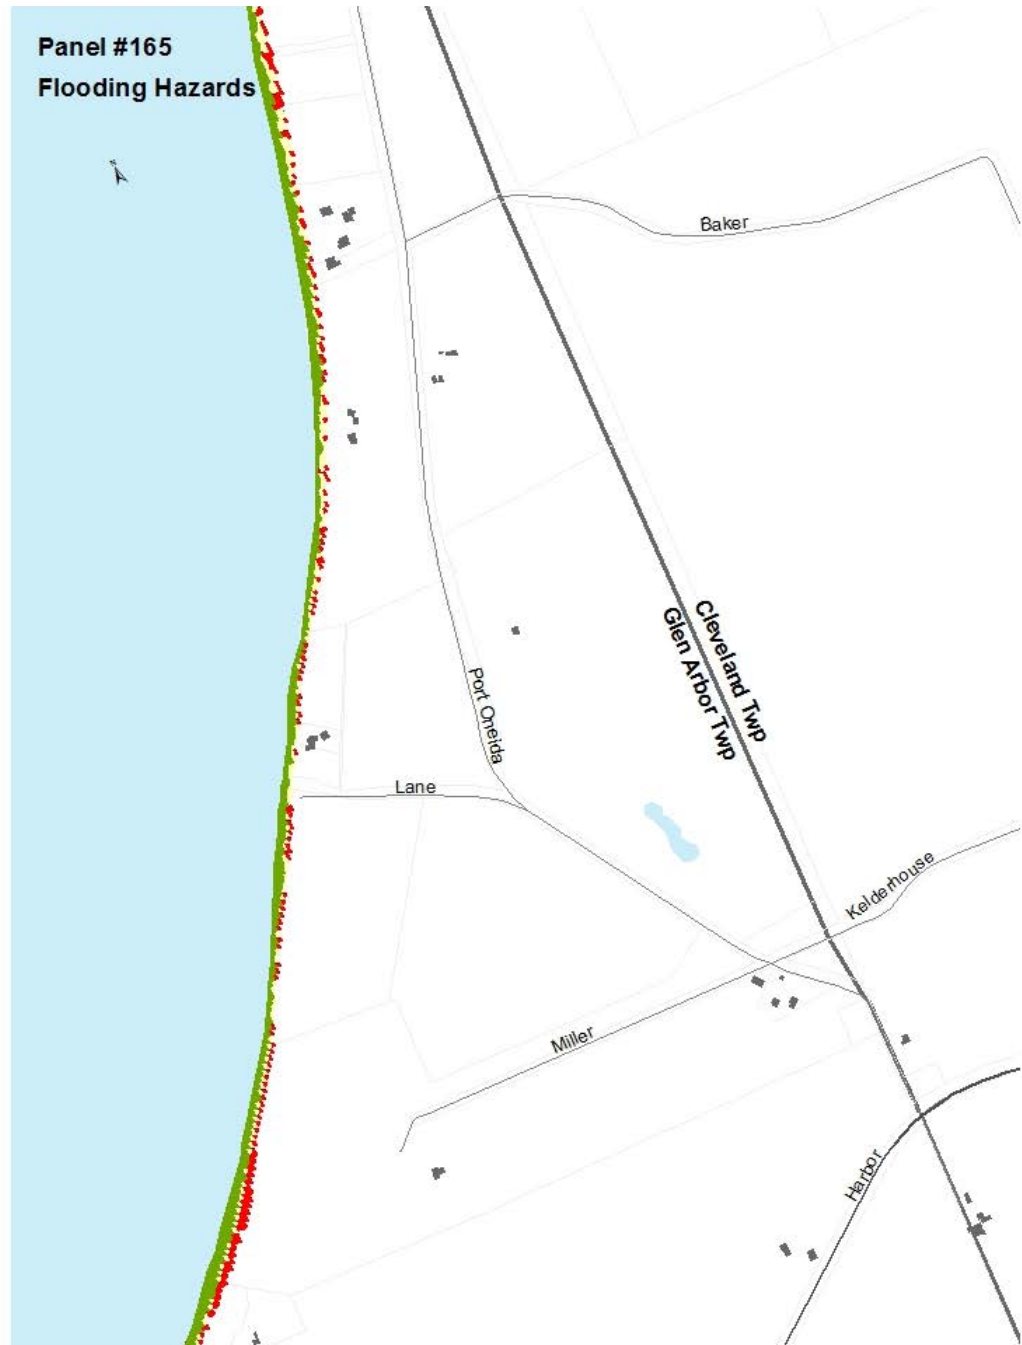 Panel #165
Flooding Hazards
Baker
Cleveland Twp
Glen Arbor Twp
Port Oneida
Lane
Kelderhouse
Miller
Harbor